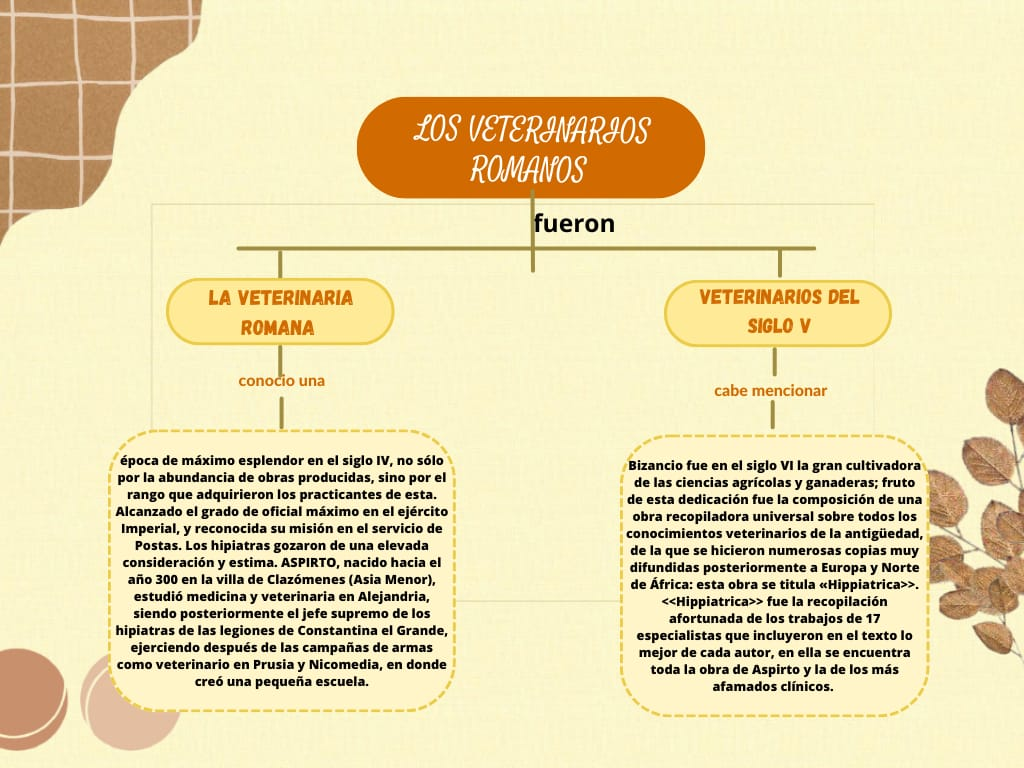 LOS VETERINARIOS
ROMANOS
fueron
LA VETERINARIA
ROMANA
conocio una
época de máximo esplendor en el siglo IV, no sólo
por la abundancia de obras producidas, sino por el
rango que adquirieron los practicantes de esta.
Alcanzado el grado de oficial máximo en el ejército
Imperial, y reconocida su misión en el servicio de
Postas. Los hipiatras gozaron de una elevada
consideración y estima. ASPIRTO, nacido hacia el
año 300 en la villa de Clazómenes (Asia Menor),
estudió medicina y veterinaria en Alejandria,
siendo posteriormente el jefe supremo de los
hipiatras de las legiones de Constantina el Grande,
ejerciendo después de las campañas de armas
como veterinario en Prusia y Nicomedia, en donde
creó una pequeña escuela.
VETERINARIOS DEL
SIGLO V
cabe mencionar
Bizancio fue en el siglo VI la gran cultivadora
de las ciencias agrícolas y ganaderas; fruto
de esta dedicación fue la composición de una
obra recopiladora universal sobre todos los
conocimientos veterinarios de la antigüedad,
de la que se hicieron numerosas copias muy
difundidas posteriormente a Europa y Norte
de África: esta obra se titula «Hippiatrica>>.
<<Hippiatrica>> fue la recopilación
afortunada de los trabajos de 17
especialistas que incluyeron en el texto lo
mejor de cada autor, en ella se encuentra
toda la obra de Aspirto y la de los más
afamados clínicos.